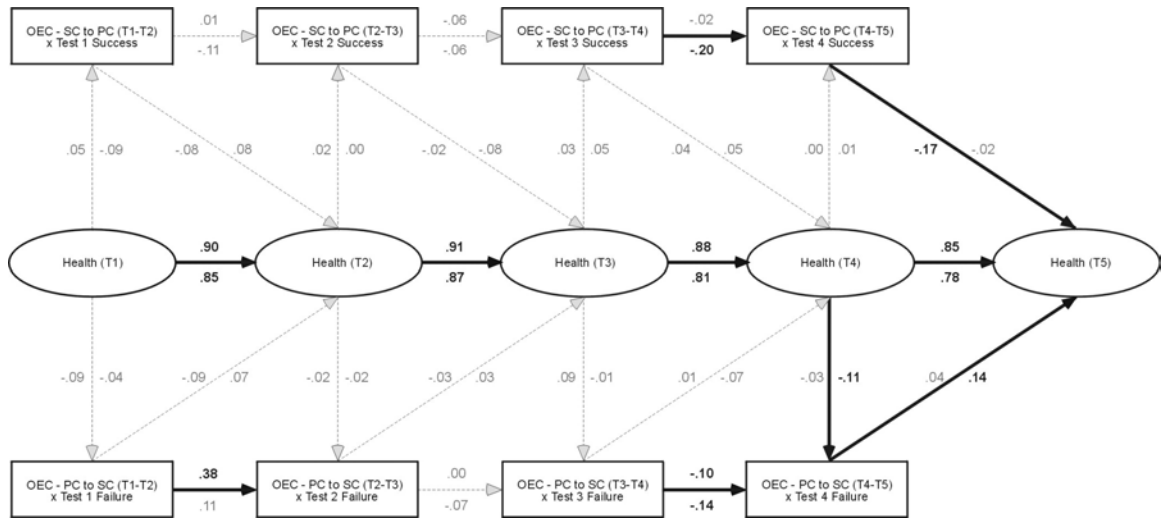 OEC - SC to PC (T1-T2)
x Test 1 Success
.01
-.11
OEC - SC to PC (T2-T3)
x Test 2 Success
-.06
-.06
OEC - SC to PC (T3-T4)
x Test 3 Success
-.02
-.20
OEC - SC to PC (T4-T5)
x Test 4 Success
.05 -.09
-.08 .08
.02 .00
-.02 -.08
.03 .05
.04 .05
.00 .01
-.17 -.02
Health (T1)
.90
.85
Health (T2)
.91
.87
Health (T3)
.88
.81
Health (T4)
.85
.78
Health (T5)
-.09 -.04
-.09 .07
-.02 -.02
-.03 .03
.09 -.01
.01 -.07
-.03 -.11
.04 .14
OEC - PC to SC (T1-T2)
x Test 1 Failure
.38
.11
OEC - PC to SC (T2-T3)
x Test 2 Failure
.00
-.07
OEC - PC to SC (T3-T4)
x Test 3 Failure
-.10
-.14
OEC - PC to SC (T4-T5)
x Test 4 Failure